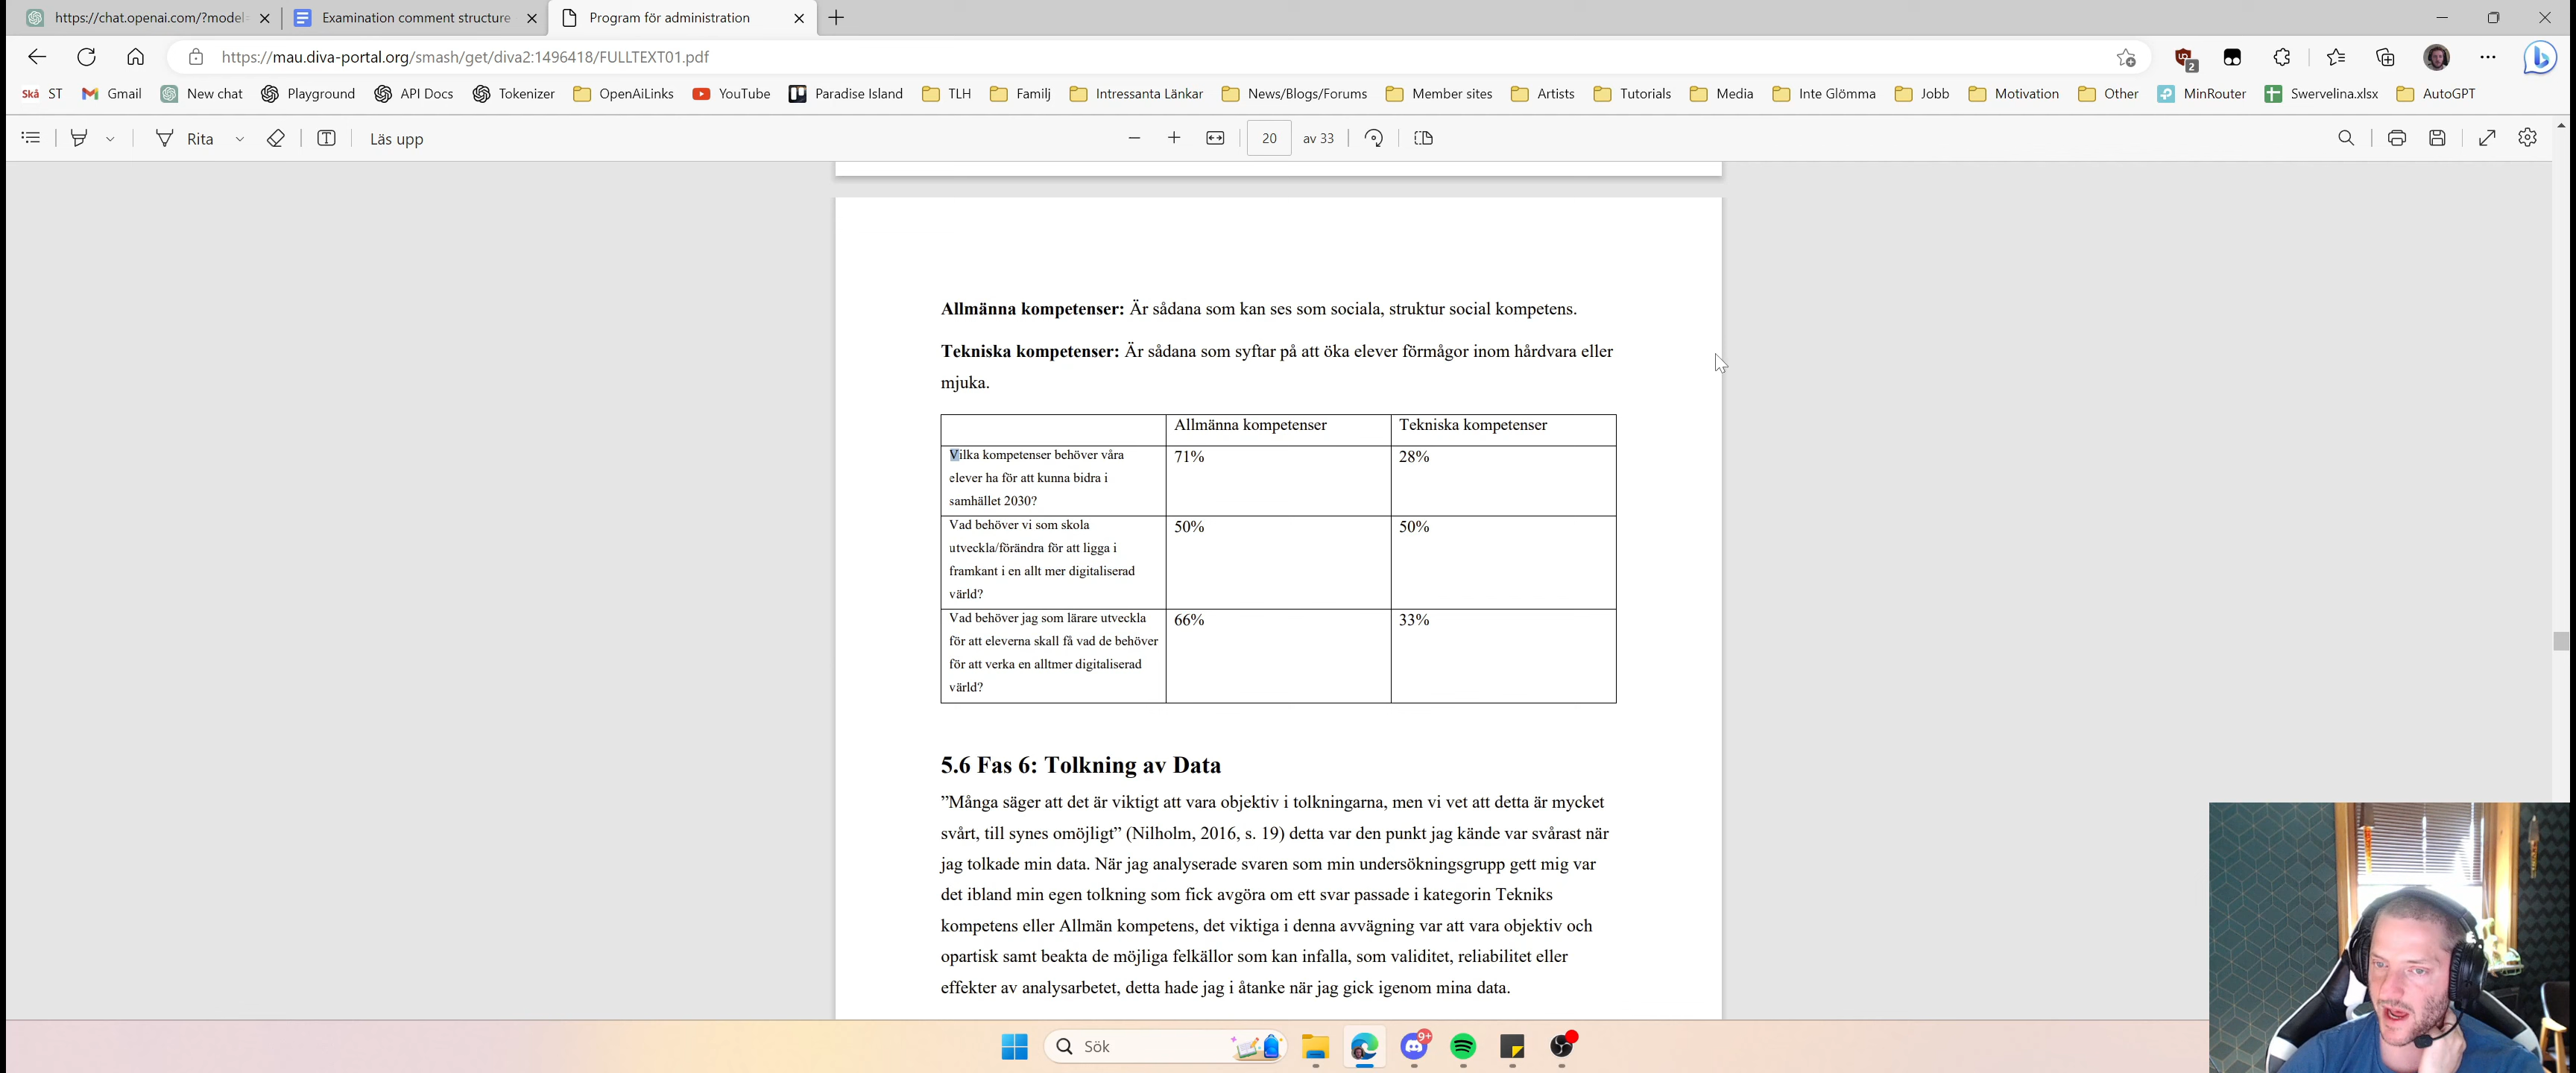 https://chat.openai.com/?model=
Examination comment structure
Program för administration
https://mau.diva-portal.org/smash/get/diva2:1496418/FULLTEXT01.pdf
2
Skå ST Gmail New chat Playground API Docs Tokenizer OpenAiLinks YouTube Paradise Island TLH Familj Intressanta Länkar News/Blogs/Forums Member sites Artists Tutorials Media Inte Glömma Jobb Motivation Other MinRouter Swervelina.xlsx AutoGPT
Rita Läs upp 20 av 33
Allmänna kompetenser: Är sådana som kan ses som sociala, struktur social kompetens.
Tekniska kompetenser: Är sådana som syftar på att öka elever förmågor inom hårdvara eller
mjuka.
Allmänna kompetenser Tekniska kompetenser
Vilka kompetenser behöver våra
elever ha för att kunna bidra i
samhället 2030?
71% 28%
Vad behöver vi som skola
utveckla/förändra för att ligga i
framkant i en allt mer digitaliserad
värld?
50% 50%
Vad behöver jag som lärare utveckla
för att eleverna skall få vad de behöver
för att verka en alltmer digitaliserad
värld?
66% 33%
5.6 Fas 6: Tolkning av Data
”Många säger att det är viktigt att vara objektiv i tolkningarna, men vi vet att detta är mycket
svårt, till synes omöjligt” (Nilholm, 2016, s. 19) detta var den punkt jag kände var svårast när
jag tolkade min data. När jag analyserade svaren som min undersökningsgrupp gett mig var
det ibland min egen tolkning som fick avgöra om ett svar passade i kategorin Tekniks
kompetens eller Allmän kompetens, det viktiga i denna avvägning var att vara objektiv och
opartisk samt beakta de möjliga felkällor som kan infalla, som validitet, reliabilitet eller
effekter av analysarbetet, detta hade jag i åtanke när jag gick igenom mina data.
Sök
9+